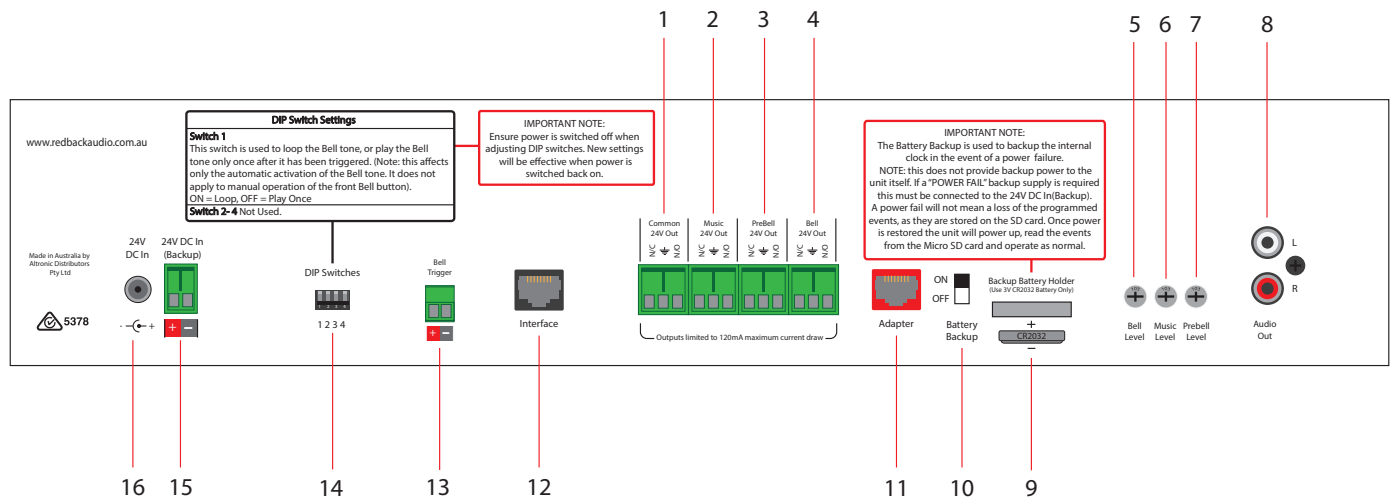 1 2 3 4 5 6 7 8
www.redbackaudio.com.au
DIP Switch Settings
Switch 1
This switch is used to loop the Bell tone, or play the Bell
tone only once after it has been triggered. (Note: this affects
only the automatic activation of the Bell tone. It does not
apply to manual operation of the front Bell button).
ON = Loop, OFF = Play Once
Switch 2- 4 Not Used.
IMPORTANT NOTE:
Ensure power is switched off when
adjusting DIP switches. New settings
will be effective when power is
switched back on.
IMPORTANT NOTE:
The Battery Backup is used to backup the internal
clock in the event of a power failure.
NOTE: this does not provide backup power to the
unit itself. If a "POWER FAIL" backup supply is required
this must be connected to the 24V DC In(Backup).
A power fail will not mean a loss of the programmed
events, as they are stored on the SD card. Once power
is restored the unit will power up, read the events
from the Micro SD card and operate as normal.
Made in Australia by
Altronic Distributors
Pty Ltd
5378
24V
DC In
- +
24V DC In
(Backup)
+ −
DIP Switches
1 2 3 4
Bell
Trigger
+ −
Interface
Common
24V Out
N/C N.O
Music
24V Out
N/C N.O
PreBell
24V Out
N/C N.O
Bell
24V Out
N/C N.O
Outputs limited to 120mA maximum current draw
Adapter
ON
OFF
Battery
Backup
Backup Battery Holder
(Use 3V CR2032 Battery Only)
+
CR2032
−
Bell
Level
Music
Level
Prebell
Level
L
R
Audio
Out
16 15 14 13 12 11 10 9